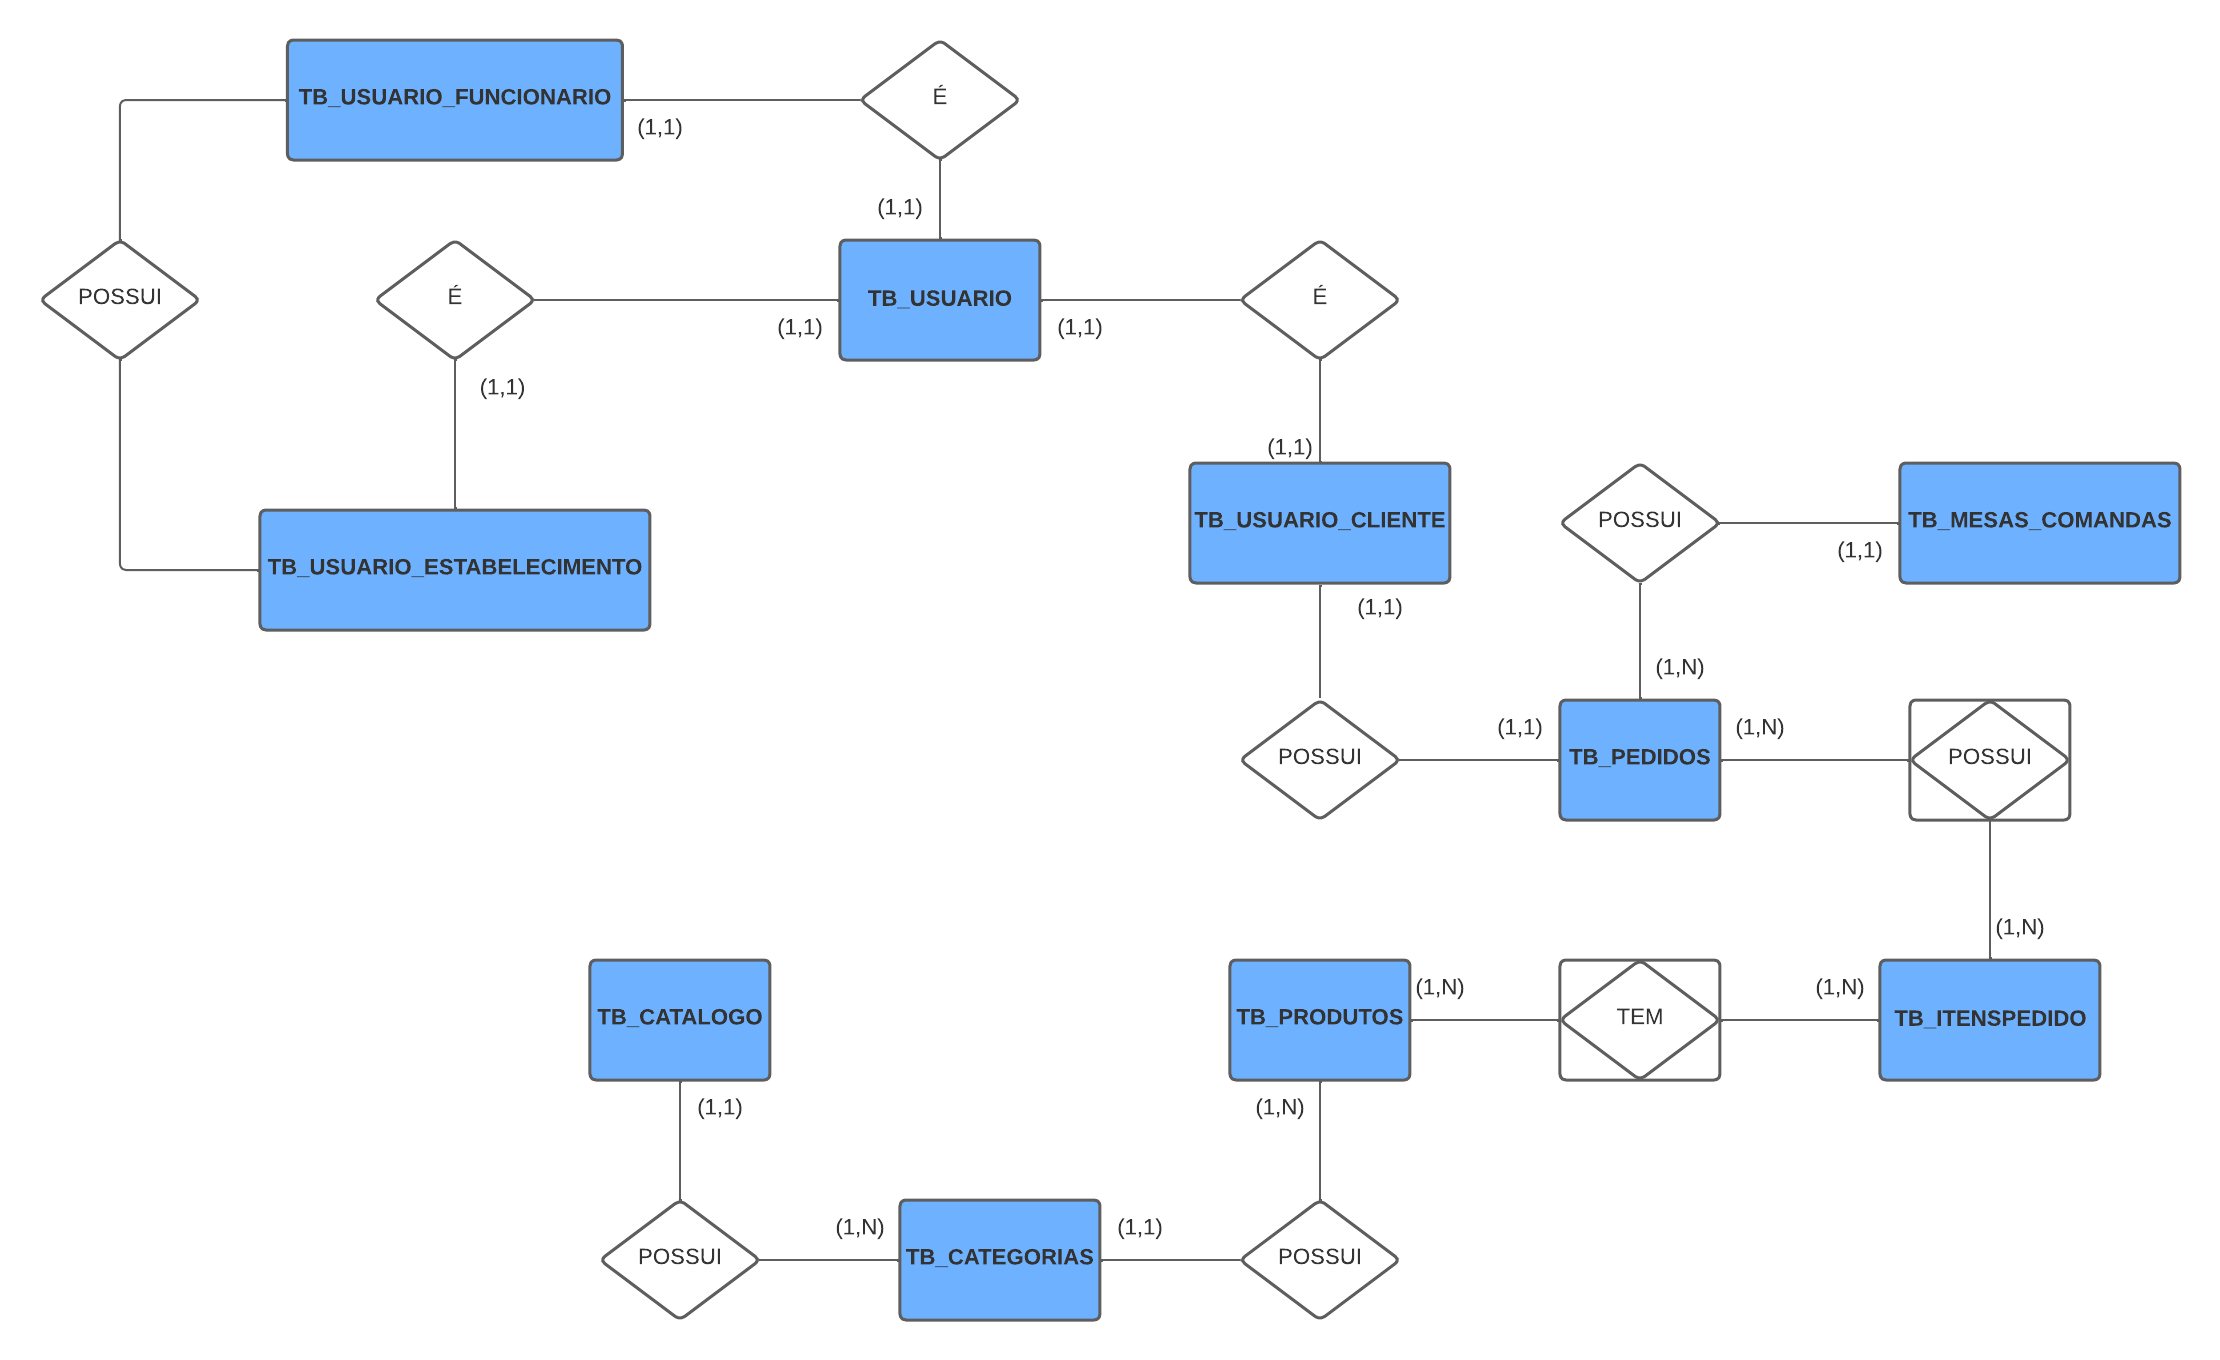 TB_USUARIO_FUNCIONARIO
É
(1,1)
(1,1)
POSSUI
É
TB_USUARIO
É
(1,1)
(1,1)
(1,1)
(1,1)
TB_USUARIO_CLIENTE
POSSUI
TB_MESAS_COMANDAS
(1,1)
TB_USUARIO_ESTABELECIMENTO
(1,1)
(1,N)
(1,1)
(1,N)
POSSUI
TB_PEDIDOS
POSSUI
(1,N)
(1,N)
(1,N)
TB_CATALOGO
TB_PRODUTOS
TEM
TB_ITENSPEDIDO
(1,1)
(1,N)
(1,N)
(1,1)
POSSUI
TB_CATEGORIAS
POSSUI